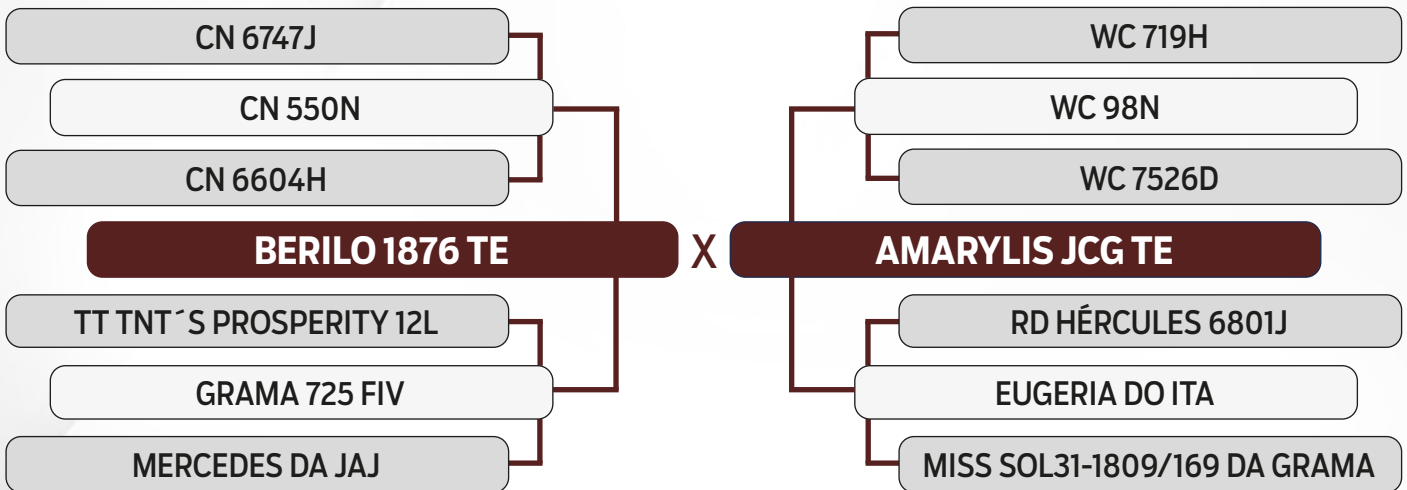 CN 6747J
WC 719H
CN 550N
WC 98N
CN 6604H
WC 7526D
BERILO 1876 TE X AMARYLIS JCG TE
TT TNT´S PROSPERITY 12L
RD HÉRCULES 6801J
GRAMA 725 FIV
EUGERIA DO ITA
MERCEDES DA JAJ
MISS SOL31-1809/169 DA GRAMA